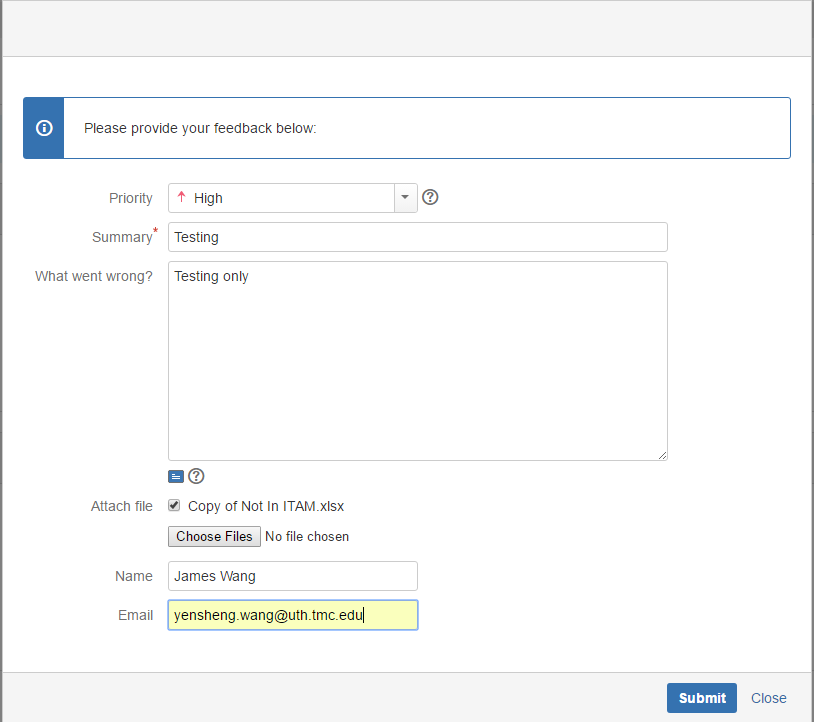 Please provide your feedback below:
Priority High
Summary* Testing
What went wrong? Testing only
Attach file Copy of Not In ITAM.xlsx
Choose Files No file chosen
Name James Wang
Email yensheng.wang@uth.tmc.edu
Submit Close